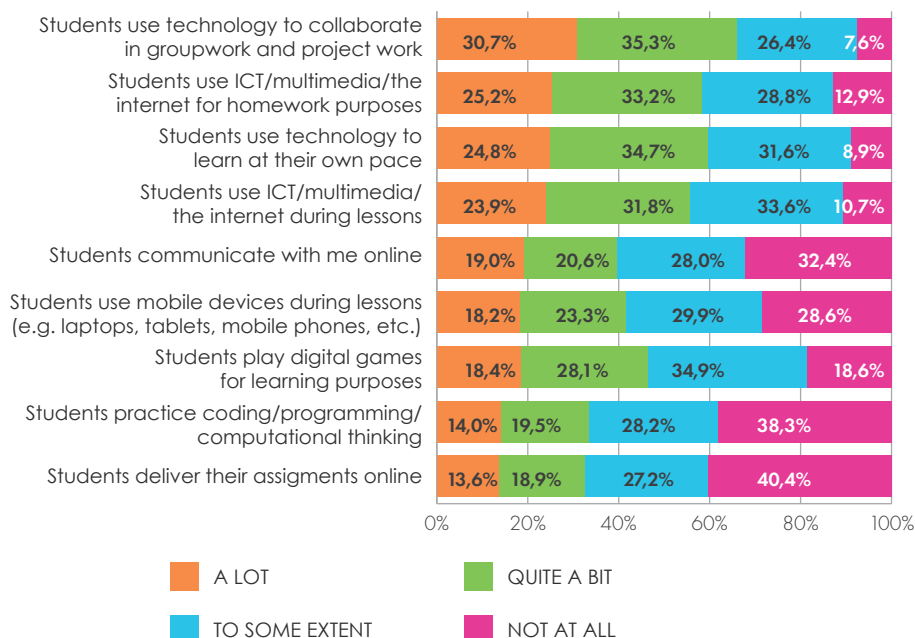 Students use technology to collaborate
in groupwork and project work
30,7% 35,3% 26,4% 7,6%
Students use ICT/multimedia/the
internet for homework purposes
25,2% 33,2% 28,8% 12,9%
Students use technology to
learn at their own pace
24,8% 34,7% 31,6% 8,9%
Students use ICT/multimedia/
the internet during lessons
23,9% 31,8% 33,6% 10,7%
Students communicate with me online
19,0% 20,6% 28,0% 32,4%
Students use mobile devices during lessons
(e.g. laptops, tablets, mobile phones, etc.)
18,2% 23,3% 29,9% 28,6%
Students play digital games
for learning purposes
18,4% 28,1% 34,9% 18,6%
Students practice coding/programming/
computational thinking
14,0% 19,5% 28,2% 38,3%
Students deliver their assigments online
13,6% 18,9% 27,2% 40,4%
0% 20% 40% 60% 80% 100%
A LOT QUITE A BIT
TO SOME EXTENT NOT AT ALL